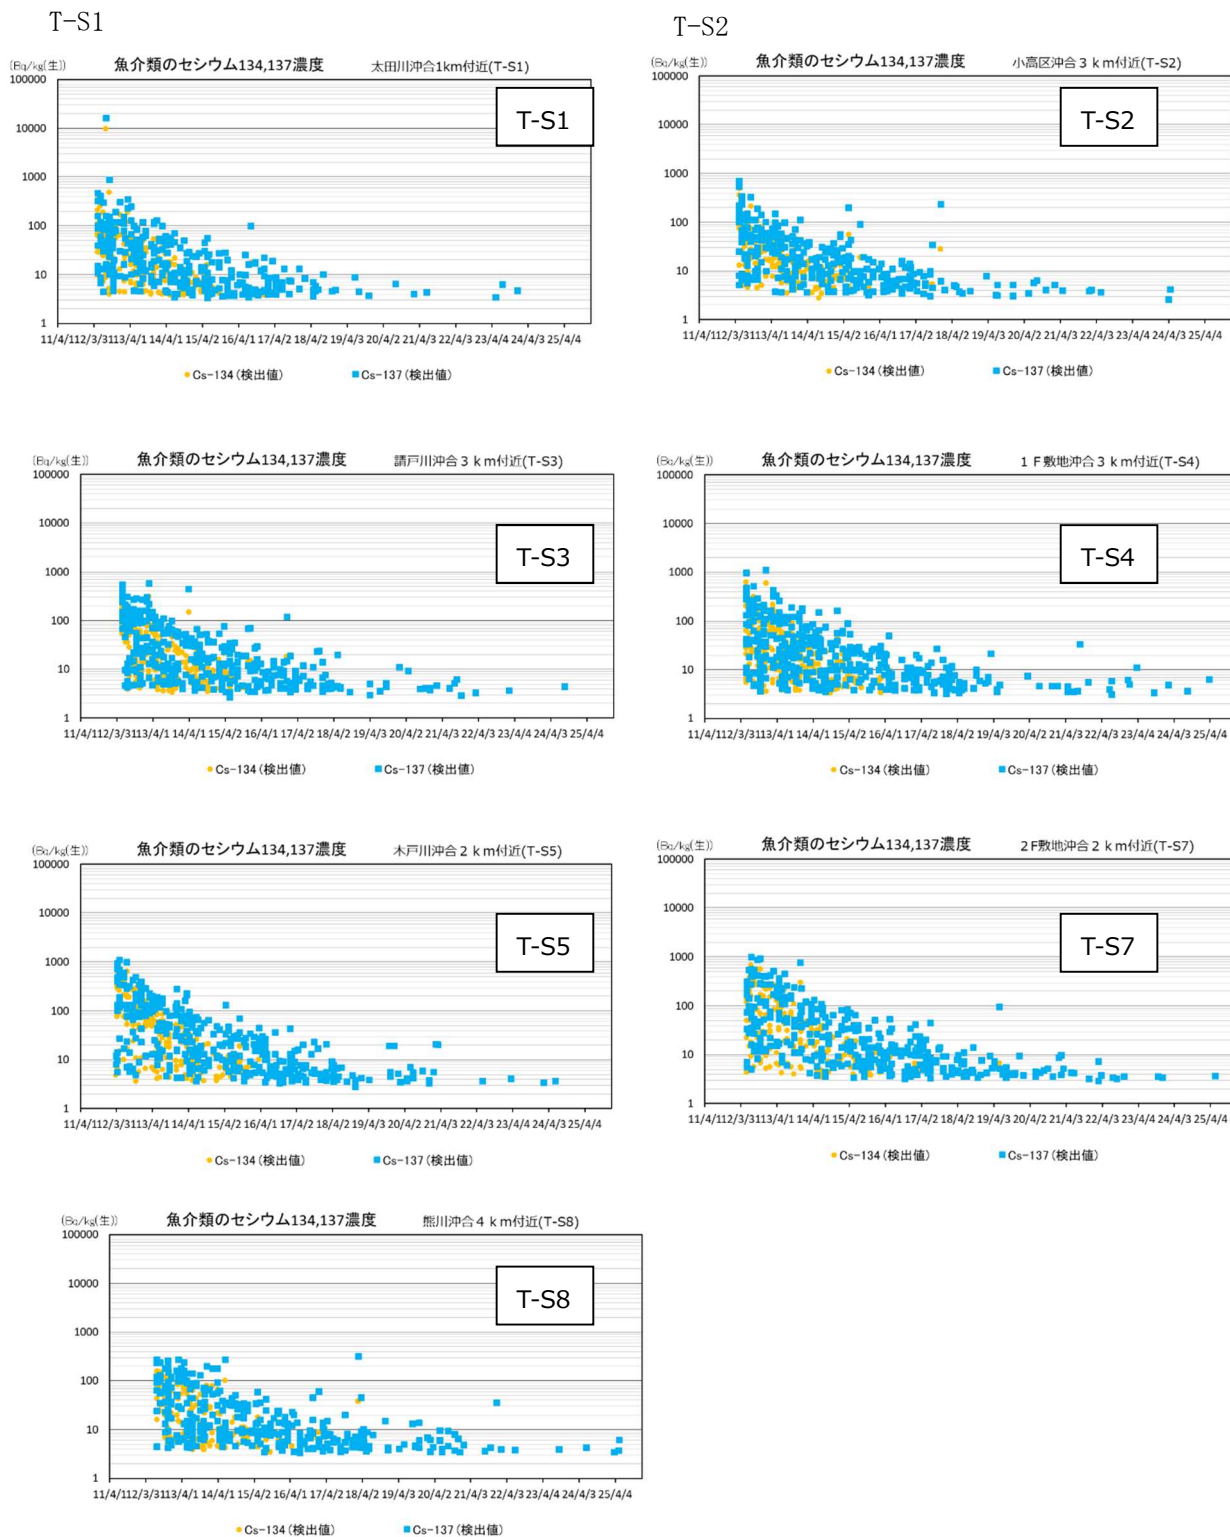 T-S1
T-S2
(Bq/kg(生)) 魚介類のセシウム134,137濃度 太田川沖合1km付近(T-S1)
100000
10000
1000
100
10
1
T-S1
11/4/1 12/3/31 13/4/1 14/4/1 15/4/2 16/4/1 17/4/2 18/4/2 19/4/3 20/4/2 21/4/3 22/4/3 23/4/4 24/4/3 25/4/4
Cs-134(検出値) Cs-137(検出値)
(Bq/kg(生)) 魚介類のセシウム134,137濃度 小高区沖合3km付近(T-S2)
100000
10000
1000
100
10
1
T-S2
11/4/1 12/3/31 13/4/1 14/4/1 15/4/2 16/4/1 17/4/2 18/4/2 19/4/3 20/4/2 21/4/3 22/4/3 23/4/4 24/4/3 25/4/4
Cs-134(検出値) Cs-137(検出値)
(Bq/kg(生)) 魚介類のセシウム134,137濃度 請戸川沖合3km付近(T-S3)
100000
10000
1000
100
10
1
T-S3
11/4/1 12/3/31 13/4/1 14/4/1 15/4/2 16/4/1 17/4/2 18/4/2 19/4/3 20/4/2 21/4/3 22/4/3 23/4/4 24/4/3 25/4/4
Cs-134(検出値) Cs-137(検出値)
(Bq/kg(生)) 魚介類のセシウム134,137濃度 1F敷地沖合3km付近(T-S4)
100000
10000
1000
100
10
1
T-S4
11/4/1 12/3/31 13/4/1 14/4/1 15/4/2 16/4/1 17/4/2 18/4/2 19/4/3 20/4/2 21/4/3 22/4/3 23/4/4 24/4/3 25/4/4
Cs-134(検出値) Cs-137(検出値)
(Bq/kg(生)) 魚介類のセシウム134,137濃度 木戸川沖合2km付近(T-S5)
100000
10000
1000
100
10
1
T-S5
11/4/1 12/3/31 13/4/1 14/4/1 15/4/2 16/4/1 17/4/2 18/4/2 19/4/3 20/4/2 21/4/3 22/4/3 23/4/4 24/4/3 25/4/4
Cs-134(検出値) Cs-137(検出値)
(Bq/kg(生)) 魚介類のセシウム134,137濃度 2F敷地沖合2km付近(T-S7)
100000
10000
1000
100
10
1
T-S7
11/4/1 12/3/31 13/4/1 14/4/1 15/4/2 16/4/1 17/4/2 18/4/2 19/4/3 20/4/2 21/4/3 22/4/3 23/4/4 24/4/3 25/4/4
Cs-134(検出値) Cs-137(検出値)
(Bq/kg(生)) 魚介類のセシウム134,137濃度 熊川沖合4km付近(T-S8)
100000
10000
1000
100
10
1
T-S8
11/4/1 12/3/31 13/4/1 14/4/1 15/4/2 16/4/1 17/4/2 18/4/2 19/4/3 20/4/2 21/4/3 22/4/3 23/4/4 24/4/3 25/4/4
Cs-134(検出値) Cs-137(検出値)